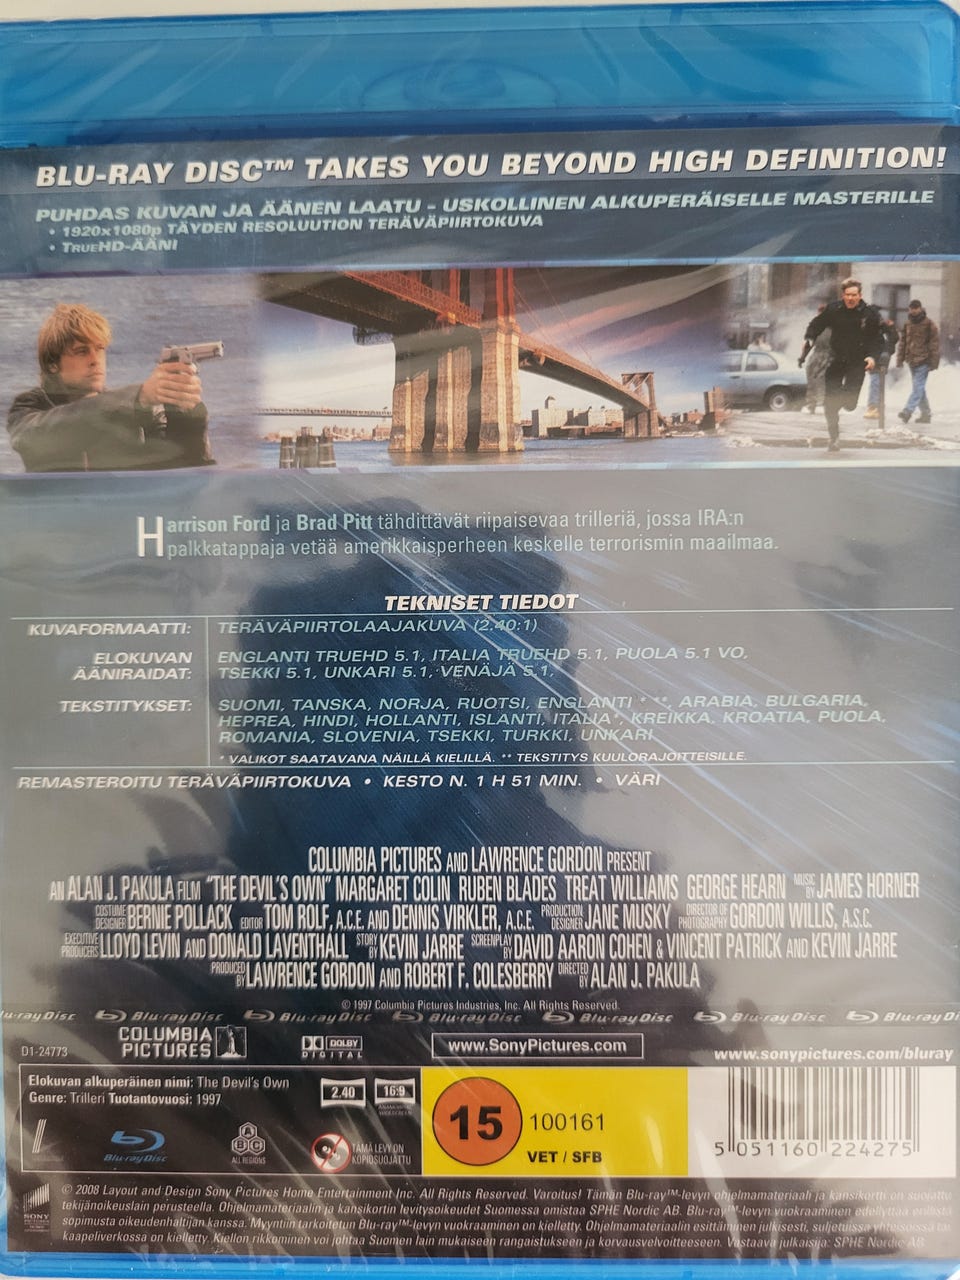 BLU-RAY DISC™ TAKES YOU BEYOND HIGH DEFINITION!
PUHDAS KUVAN JA ÄÄNEN LAATU - USKOLLINEN ALKUPERÄISELLE MASTERILLE
• 1920x1080p TÄYDEN RESOLUUTION TERÄVÄPIIRTOKUVA
• TRUEHD-ÄÄNI
Harrison Ford ja Brad Pitt tähdittävät riipaisevaa trilleriä, jossa IRA:n
palkkatappaja vetää amerikkaisperheen keskelle terrorismin maailmaa.
TEKNISET TIEDOT
KUVAFORMAATTI: TERÄVÄPIIRTOLAAJAKUVA (2.40:1)
ELOKUVAN ÄÄNIRAIDAT: ENGLANTI TRUEHD 5.1, ITALIA TRUEHD 5.1, PUOLA 5.1 VO,
TSEKKI 5.1, UNKARI 5.1, VENÄJÄ 5.1,
TEKSTITYKSET: SUOMI, TANSKA, NORJA, RUOTSI, ENGLANTI * **, ARABIA, BULGARIA,
HEPREA, HINDI, HOLLANTI, ISLANTI, ITALIA*, KREIKKA, KROATIA, PUOLA,
ROMANIA, SLOVENIA, TSEKKI, TURKKI, UNKARI
* VALIKOT SAATAVANA NÄILLÄ KIELILLÄ. ** TEKSTITYS KUULORAJOITTEISILLE.
REMASTEROITU TERÄVÄPIIRTOKUVA • KESTO N. 1 H 51 MIN. • VÄRI
COLUMBIA PICTURES AND LAWRENCE GORDON PRESENT
AN ALAN J. PAKULA FILM "THE DEVIL'S OWN" MARGARET COLIN RUBEN BLADES TREAT WILLIAMS GEORGE HEARN MUSIC BY JAMES HORNER
COSTUME DESIGNER BERNIE POLLACK EDITOR TOM ROLF, A.C.E. AND DENNIS VIRKLER, A.C.E. PRODUCTION DESIGNER JANE MUSKY DIRECTOR OF PHOTOGRAPHY GORDON WILLIS, A.S.C.
EXECUTIVE PRODUCERS LLOYD LEVIN AND DONALD LAVENTHALL STORY BY KEVIN JARRE SCREENPLAY BY DAVID AARON COHEN & VINCENT PATRICK AND KEVIN JARRE
PRODUCED BY LAWRENCE GORDON AND ROBERT F. COLESBERRY DIRECTED BY ALAN J. PAKULA
© 1997 Columbia Pictures Industries, Inc. All Rights Reserved.
Blu-ray Disc Blu-ray Disc Blu-ray Disc Blu-ray Disc Blu-ray Disc
COLUMBIA
PICTURES
DOLBY
DIGITAL
www.SonyPictures.com
D1-24773
www.sonypictures.com/bluray
Elokuvan alkuperäinen nimi: The Devil's Own
Genre: Trilleri Tuotantovuosi: 1997
2.40
16:9
ANAMORPHIC
WIDESCREEN
Blu-ray Disc
A B C
ALL REGIONS
TÄMÄ LEVY ON
KOPIOSUOJATTU
15
100161
VET / SFB
5 051160 224275
SONY
© 2008 Layout and Design Sony Pictures Home Entertainment Inc. All Rights Reserved. Varoitus! Tämän Blu-ray™-levyn ohjelmamateriaali ja kansikortti on suojattu
tekijänoikeuslain perusteella. Ohjelmamateriaalin ja kansikortin levitysoikeudet Suomessa omistaa SPHE Nordic AB. Blu-ray™-levyn vuokraaminen edellyttää erillistä
sopimusta oikeudenhaltijan kanssa. Myyntiin tarkoitetun Blu-ray™-levyn vuokraaminen on kielletty. Ohjelmamateriaalin esittäminen julkisesti, suljetuissa yhteisöissä tai
kaapeliverkossa on kielletty. Kiellon rikkominen voi johtaa Suomen lain mukaiseen rangaistukseen ja korvausvelvoitteeseen. Vastaava julkaisija: SPHE Nordic AB